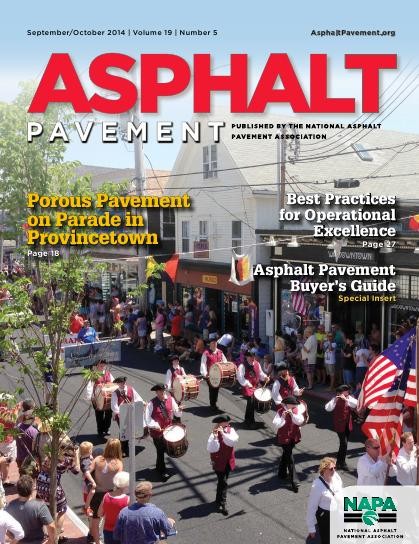 September/October 2014 | Volume 19 | Number 5
AsphaltPavement.org
ASPHALT
PAVEMENT
PUBLISHED BY THE NATIONAL ASPHALT
PAVEMENT ASSOCIATION
Porous Pavement
on Parade in
Provincetown
Page 18
Best Practices
for Operational
Excellence
Page 27
Asphalt Pavement
Buyer's Guide
Special Insert
NAPA
NATIONAL ASPHALT
PAVEMENT ASSOCIATION